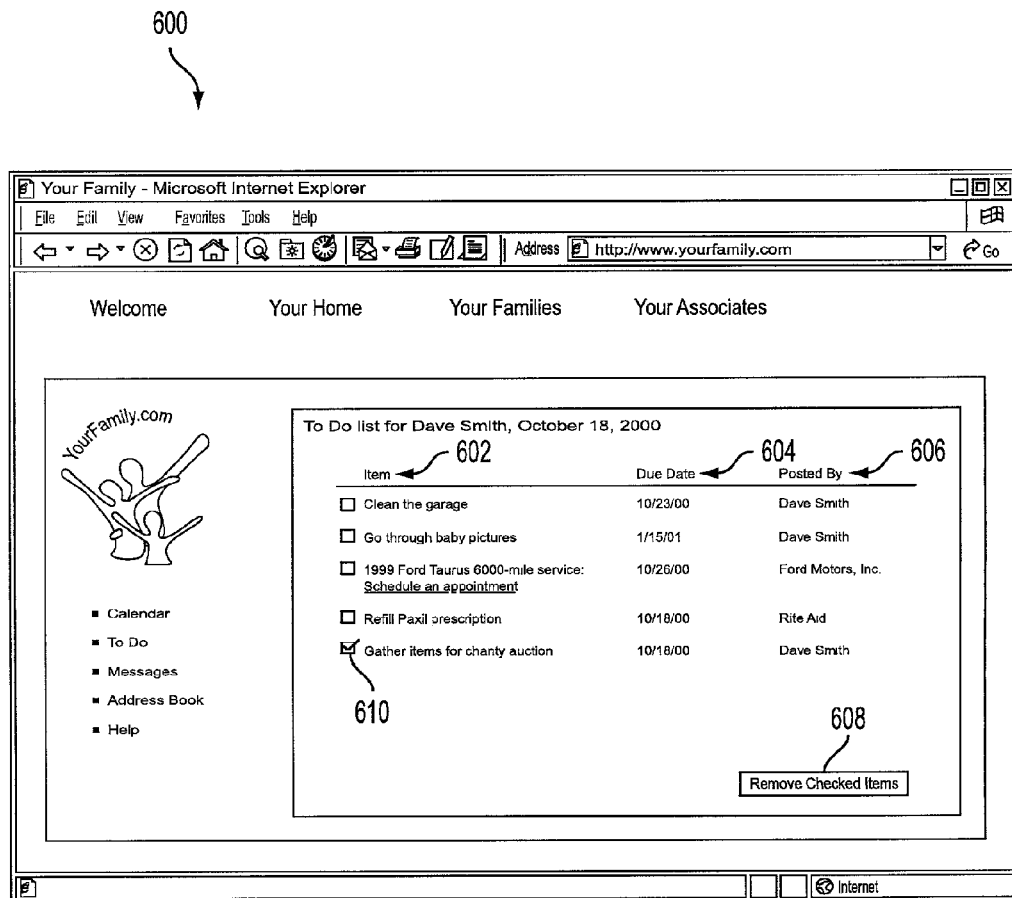 600
Your Family - Microsoft Internet Explorer
File Edit View Favorites Tools Help
Address http://www.yourfamily.com Go
Welcome Your Home Your Families Your Associates
YourFamily.com
To Do list for Dave Smith, October 18, 2000
602 604 606
Item Due Date Posted By
Clean the garage 10/23/00 Dave Smith
Go through baby pictures 1/15/01 Dave Smith
1999 Ford Taurus 6000-mile service: 10/26/00 Ford Motors, Inc.
Schedule an appointment
Refill Paxil prescription 10/18/00 Rite Aid
Gather items for chanty auction 10/18/00 Dave Smith
610
Calendar
To Do
Messages
Address Book
Help
608
Remove Checked Items
Internet